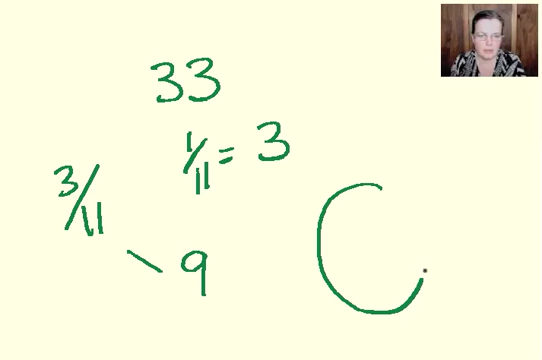 33
1/11 = 3
3/11
\ 9